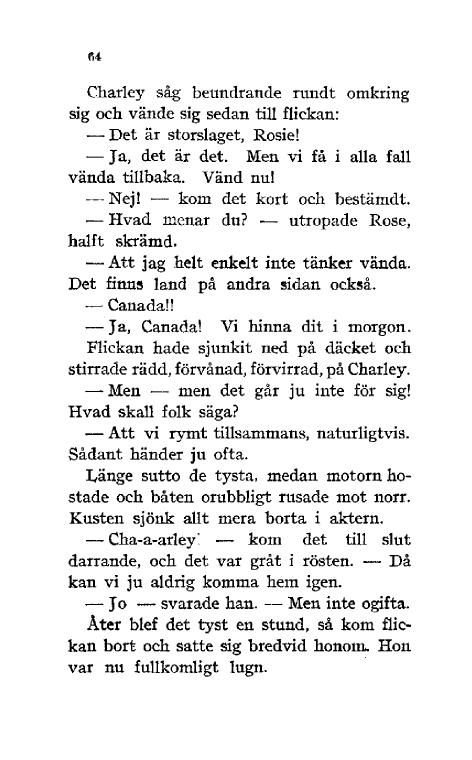 64
Charley såg beundrande rundt omkring
sig och vände sig sedan till flickan:
— Det är storslaget, Rosie!
— Ja, det är det. Men vi få i alla fall
vända tillbaka. Vänd nu!
— Nej! — kom det kort och bestämdt.
— Hvad menar du? — utropade Rose,
halft skrämd.
— Att jag helt enkelt inte tänker vända.
Det finns land på andra sidan också.
— Canada!!
— Ja, Canada! Vi hinna dit i morgon.
Flickan hade sjunkit ned på däcket och
stirrade rädd, förvånad, förvirrad, på Charley.
— Men — men det går ju inte för sig!
Hvad skall folk säga?
— Att vi rymt tillsammans, naturligtvis.
Sådant händer ju ofta.
Länge sutto de tysta, medan motorn ho-
stade och båten orubbligt rusade mot norr.
Kusten sjönk allt mera borta i aktern.
— Cha-a-arley! — kom det till slut
darrande, och det var gråt i rösten. — Då
kan vi ju aldrig komma hem igen.
— Jo — svarade han. — Men inte ogifta.
Åter blef det tyst en stund, så kom flic-
kan bort och satte sig bredvid honom. Hon
var nu fullkomligt lugn.